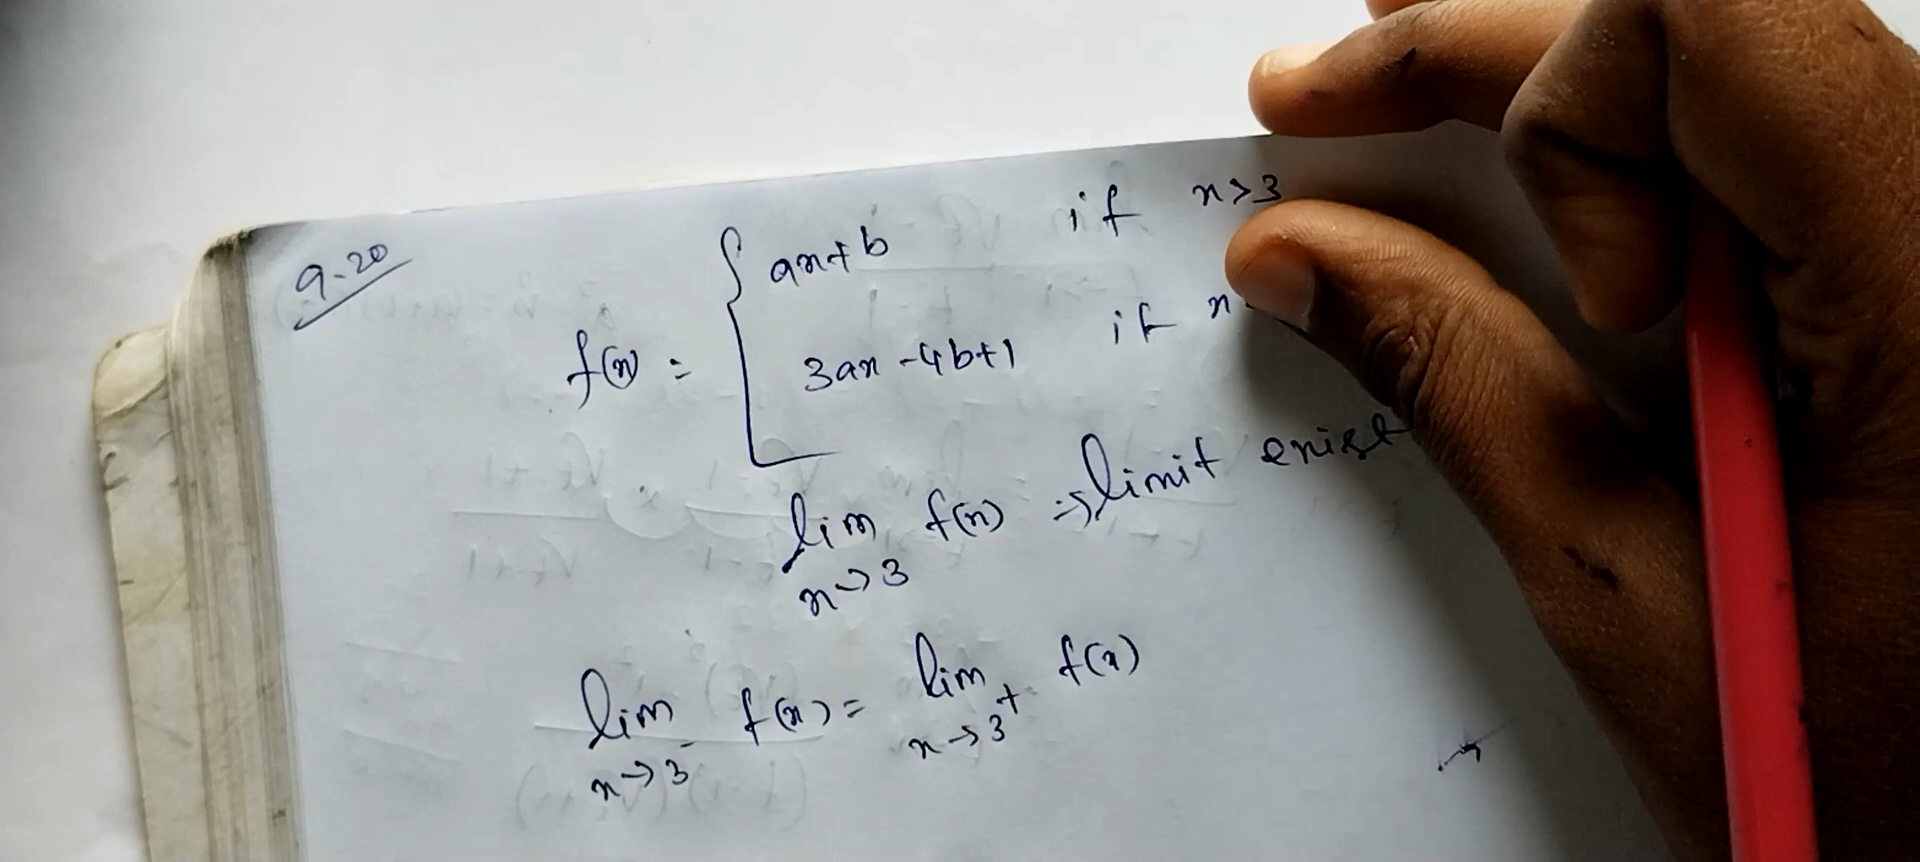 9.20
f(x) = { ax+b if x>3
3ax-4b+1 if x
lim f(x) ⇒ limit exist
x→3
lim f(x) = lim f(x)
x→3⁻ x→3⁺